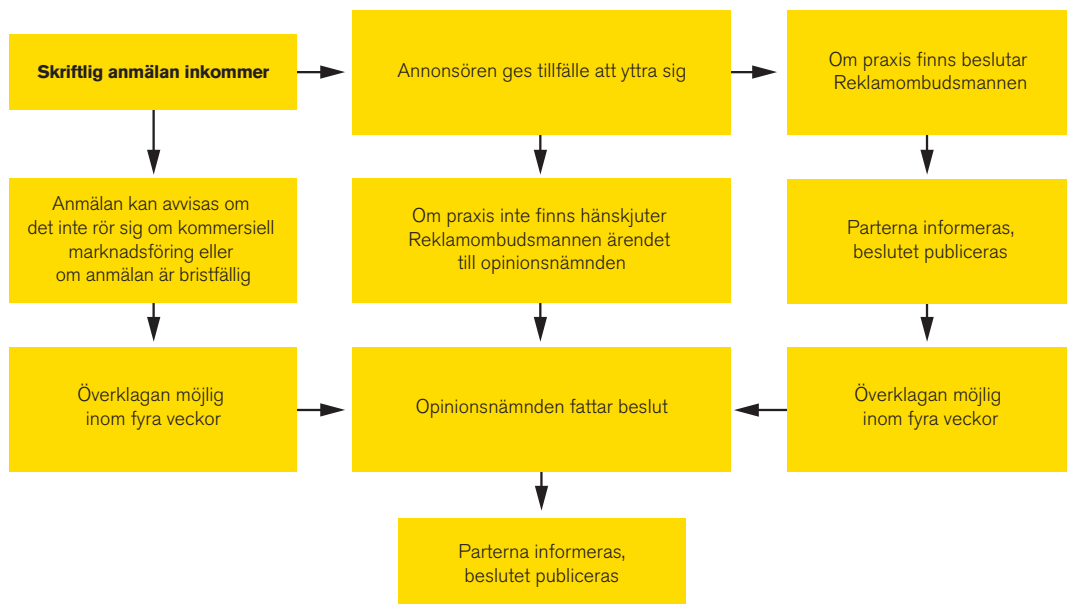 Skriftlig anmälan inkommer
Annonsören ges tillfälle att yttra sig
Om praxis finns beslutar
Reklamombudsmannen
Anmälan kan avvisas om
det inte rör sig om kommersiell
marknadsföring eller
om anmälan är bristfällig
Om praxis inte finns hänskjuter
Reklamombudsmannen ärendet
till opinionsnämnden
Parterna informeras,
beslutet publiceras
Överklagan möjlig
inom fyra veckor
Opinionsnämnden fattar beslut
Överklagan möjlig
inom fyra veckor
Parterna informeras,
beslutet publiceras